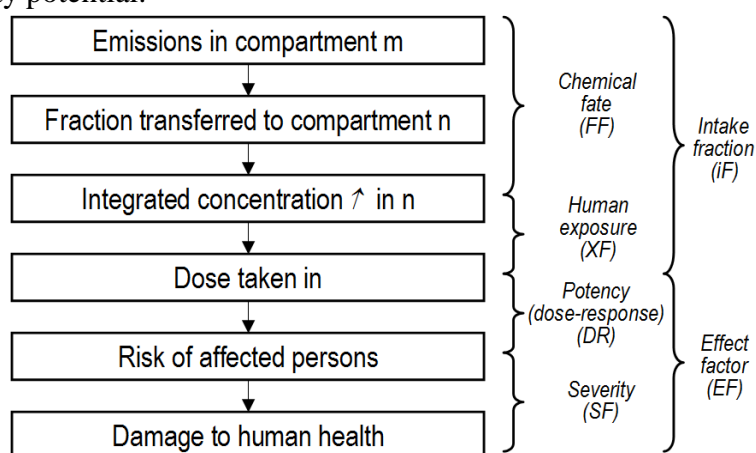 y potential.
Emissions in compartment m
Fraction transferred to compartment n
Integrated concentration ↑ in n
Dose taken in
Risk of affected persons
Damage to human health
Chemical
fate
(FF)
Human
exposure
(XF)
Potency
(dose-response)
(DR)
Severity
(SF)
Intake
fraction
(iF)
Effect
factor
(EF)